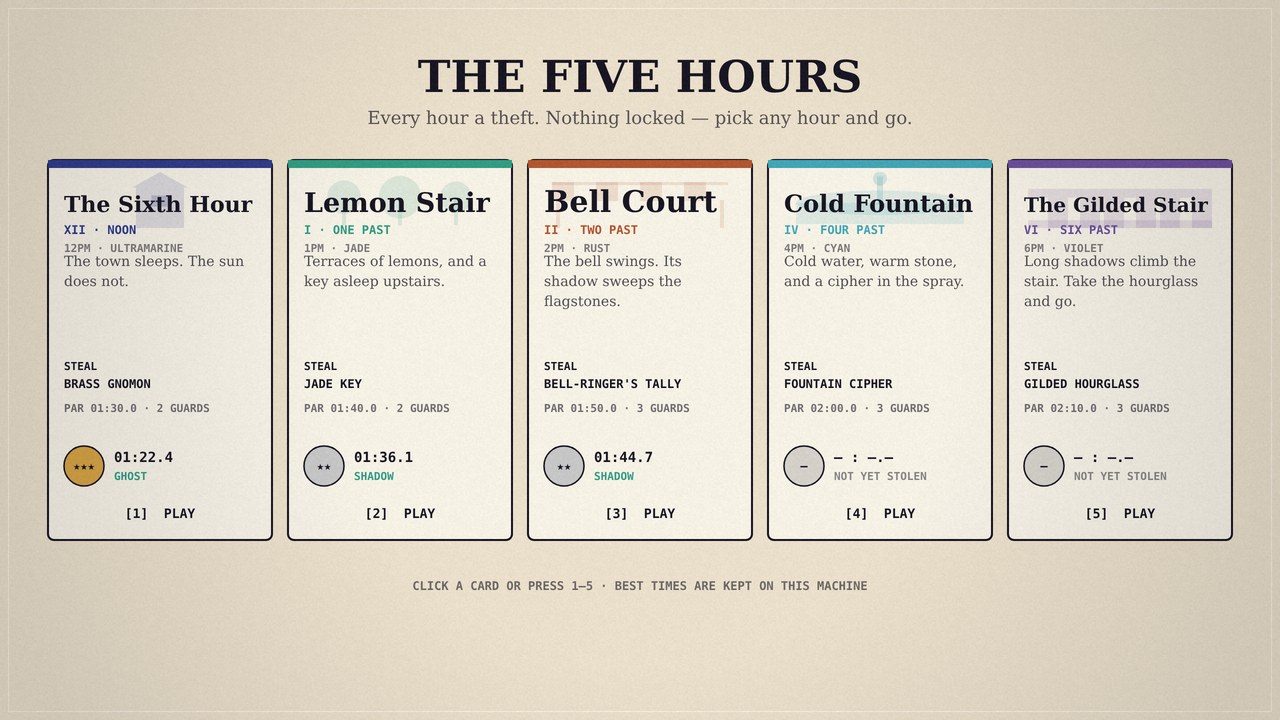 THE FIVE HOURS
Every hour a theft. Nothing locked — pick any hour and go.
The Sixth Hour
XII · NOON
12PM · ULTRAMARINE
The town sleeps. The sun
does not.
STEAL
BRASS GNOMON
PAR 01:30.0 · 2 GUARDS
★★★
01:22.4
GHOST
[1] PLAY
Lemon Stair
I · ONE PAST
1PM · JADE
Terraces of lemons, and a
key asleep upstairs.
STEAL
JADE KEY
PAR 01:40.0 · 2 GUARDS
★★
01:36.1
SHADOW
[2] PLAY
Bell Court
II · TWO PAST
2PM · RUST
The bell swings. Its
shadow sweeps the
flagstones.
STEAL
BELL-RINGER'S TALLY
PAR 01:50.0 · 3 GUARDS
★★
01:44.7
SHADOW
[3] PLAY
Cold Fountain
IV · FOUR PAST
4PM · CYAN
Cold water, warm stone,
and a cipher in the spray.
STEAL
FOUNTAIN CIPHER
PAR 02:00.0 · 3 GUARDS
—
— : —.—
NOT YET STOLEN
[4] PLAY
The Gilded Stair
VI · SIX PAST
6PM · VIOLET
Long shadows climb the
stair. Take the hourglass
and go.
STEAL
GILDED HOURGLASS
PAR 02:10.0 · 3 GUARDS
—
— : —.—
NOT YET STOLEN
[5] PLAY
CLICK A CARD OR PRESS 1–5 · BEST TIMES ARE KEPT ON THIS MACHINE